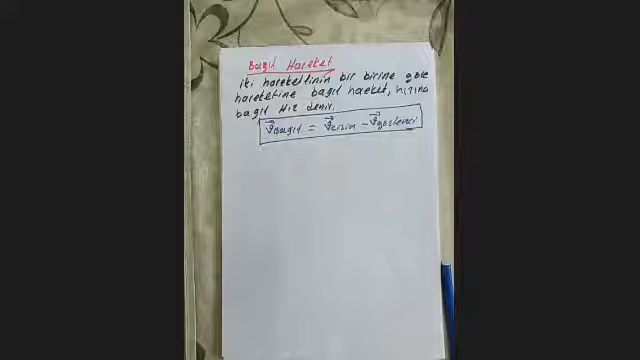 Bağıl Hareket
iki hareketlinin bir birine göre
hareketine bağıl hareket, hızına
bağıl Hız denir.
V⃗Bağıl = V⃗cisim - V⃗gözlemci